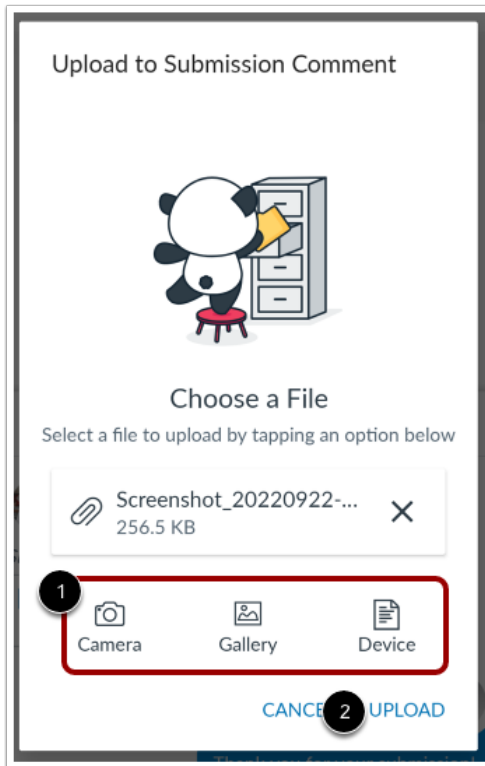 Upload to Submission Comment
Choose a File
Select a file to upload by tapping an option below
Screenshot_20220922-...
256.5 KB
1
Camera Gallery Device
2 UPLOAD